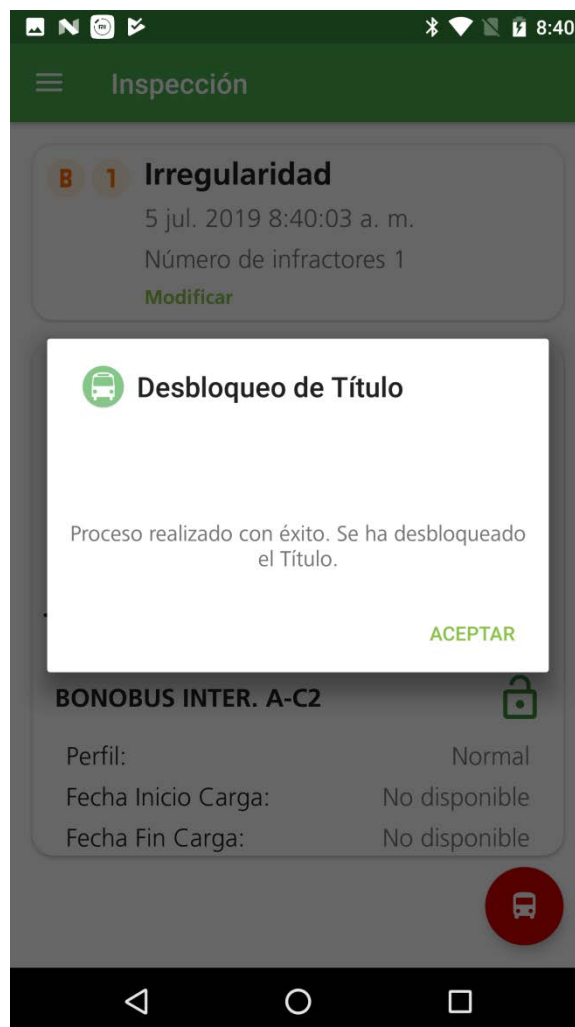 8:40
Inspección
B 1 Irregularidad
5 jul. 2019 8:40:03 a. m.
Número de infractores 1
Modificar
Desbloqueo de Título
Proceso realizado con éxito. Se ha desbloqueado
el Título.
ACEPTAR
BONOBUS INTER. A-C2
Perfil: Normal
Fecha Inicio Carga: No disponible
Fecha Fin Carga: No disponible